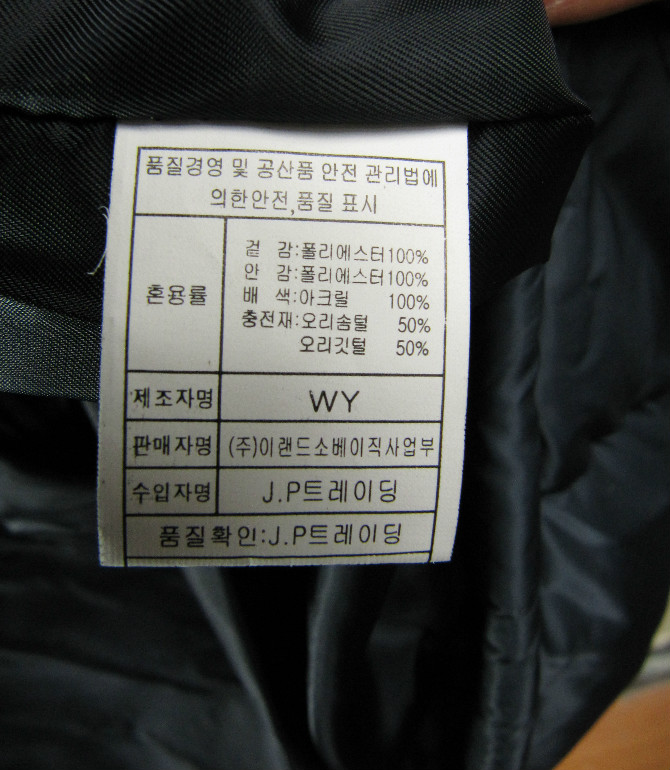 품질경영 및 공산품 안전 관리법에
의한안전,품질 표시
혼용률
겉 감:폴리에스터100%
안 감:폴리에스터100%
배 색:아크릴 100%
충전재:오리솜털 50%
오리깃털 50%
제조자명 WY
판매자명 (주)이랜드소베이직사업부
수입자명 J.P트레이딩
품질확인:J.P트레이딩